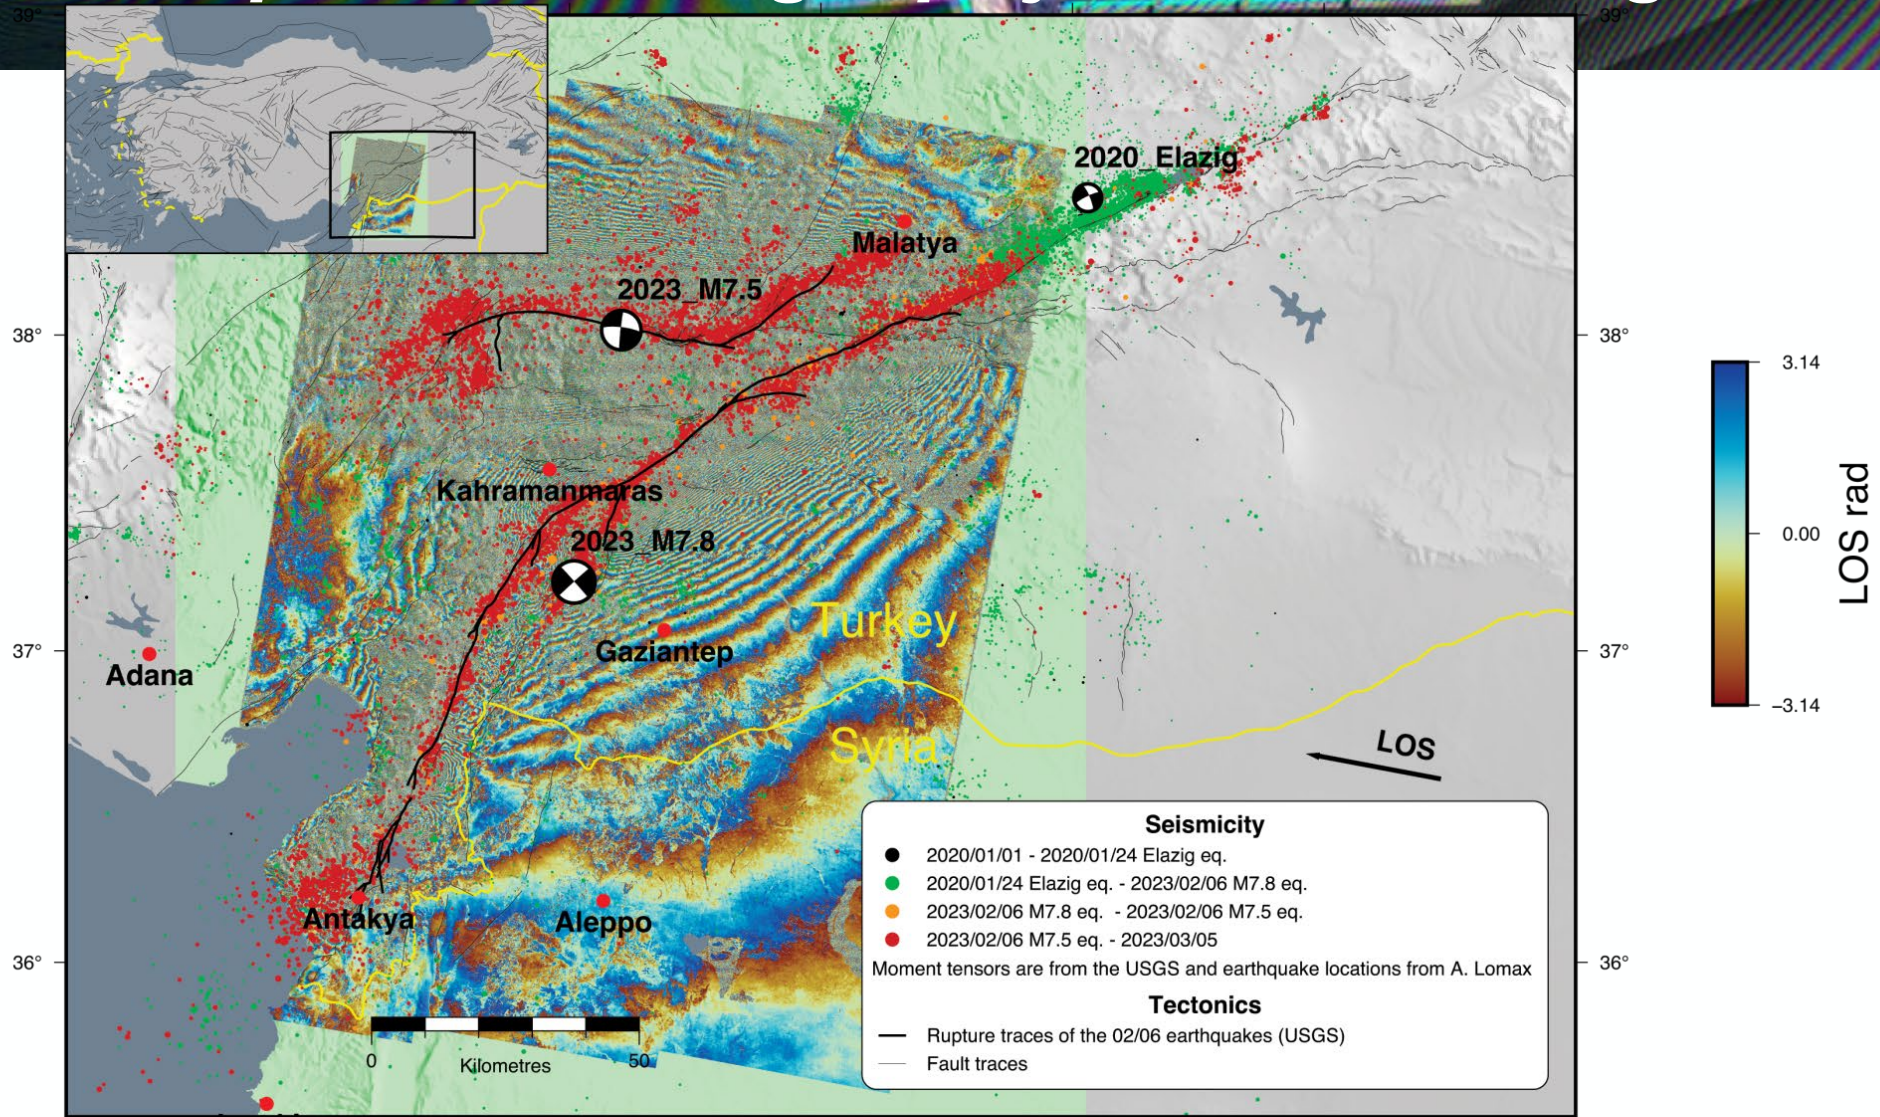 39°
39°
2020_Elazig
Malatya
2023_M7.5
38°
38°
3.14
Kahramanmaras
0.00
LOS rad
2023_M7.8
Turkey
Gaziantep
37°
37°
Adana
−3.14
Syria
LOS
Seismicity
2020/01/01 - 2020/01/24 Elazig eq.
2020/01/24 Elazig eq. - 2023/02/06 M7.8 eq.
2023/02/06 M7.8 eq. - 2023/02/06 M7.5 eq.
2023/02/06 M7.5 eq. - 2023/03/05
Moment tensors are from the USGS and earthquake locations from A. Lomax
Antakya
Aleppo
36°
36°
Tectonics
Rupture traces of the 02/06 earthquakes (USGS)
Fault traces
0
50
Kilometres